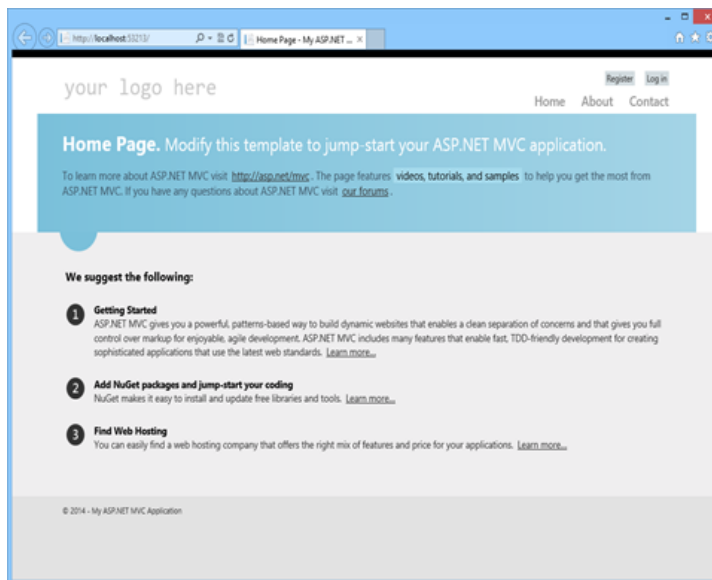 http://localhost:53213/
Home Page - My ASP.NET ...
your logo here
Register Log in
Home About Contact
Home Page. Modify this template to jump-start your ASP.NET MVC application.
To learn more about ASP.NET MVC visit http://asp.net/mvc. The page features videos, tutorials, and samples to help you get the most from
ASP.NET MVC. If you have any questions about ASP.NET MVC visit our forums.
We suggest the following:
1 Getting Started
ASP.NET MVC gives you a powerful, patterns-based way to build dynamic websites that enables a clean separation of concerns and that gives you full
control over markup for enjoyable, agile development. ASP.NET MVC includes many features that enable fast, TDD-friendly development for creating
sophisticated applications that use the latest web standards. Learn more...
2 Add NuGet packages and jump-start your coding
NuGet makes it easy to install and update free libraries and tools. Learn more...
3 Find Web Hosting
You can easily find a web hosting company that offers the right mix of features and price for your applications. Learn more...
© 2014 - My ASP.NET MVC Application